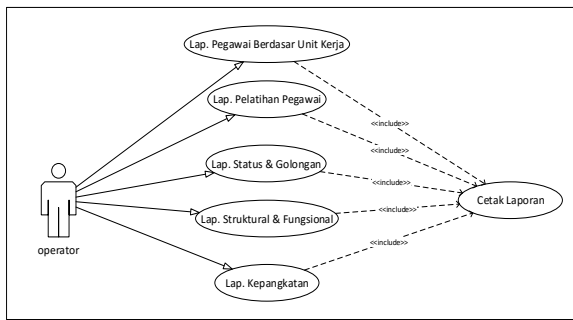 Lap. Pegawai Berdasar Unit Kerja
Lap. Pelatihan Pegawai
<<include>>
<<include>>
Lap. Status & Golongan
<<include>>
Cetak Laporan
Lap. Struktural & Fungsional
<<include>>
operator
<<include>>
Lap. Kepangkatan